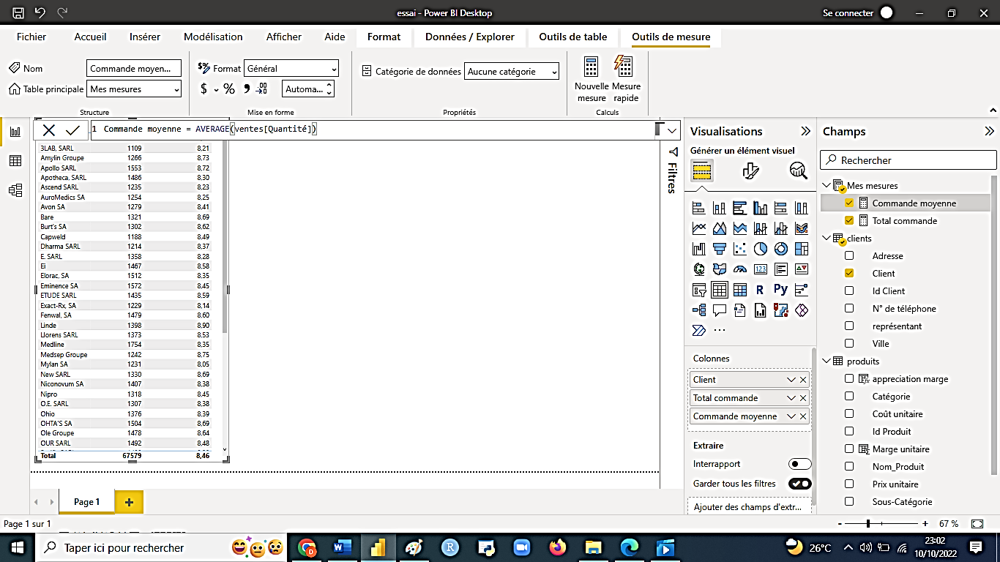 essai - Power BI Desktop
Se connecter
Fichier Accueil Insérer Modélisation Afficher Aide Format Données / Explorer Outils de table Outils de mesure
Nom Commande moyen...
Table principale Mes mesures
Structure
Format Général
$ % 9 Automa...
Mise en forme
Catégorie de données Aucune catégorie
Propriétés
Nouvelle mesure
Mesure rapide
Calculs
1 Commande moyenne = AVERAGE(ventes[Quantité])
3LAB, SARL 1109 8,21
Amylin Groupe 1266 8,73
Apollo SARL 1553 8,72
Apotheca, SARL 1486 8,30
Ascend SARL 1235 8,23
AuroMedics SA 1254 8,25
Avon SA 1279 8,41
Bare 1321 8,69
Burt's SA 1302 8,62
Capweld 1188 8,49
Dharma SARL 1214 8,37
E. SARL 1358 8,28
Ei 1467 8,58
Elorac, SA 1512 8,35
Eminence SA 1572 8,45
ETUDE SARL 1435 8,59
Exact-Rx, SA 1229 8,14
Fenwal, SA 1479 8,60
Linde 1398 8,90
Llorens SARL 1373 8,53
Medline 1754 8,35
Medsep Groupe 1242 8,75
Mylan SA 1231 8,05
New SARL 1330 8,69
Niconovum SA 1407 8,38
Nipro 1318 8,45
O.E. SARL 1307 8,38
Ohio 1376 8,39
OHTA'S SA 1504 8,69
Ole Groupe 1478 8,64
OUR SARL 1492 8,48
Total 67579 8,46
Filtres
Visualisations
Générer un élément visuel
123
R Py
Colonnes
Client
Total commande
Commande moyenne
Extraire
Interrapport
Garder tous les filtres
Ajouter des champs d'extr...
Champs
Rechercher
Mes mesures
Commande moyenne
Total commande
clients
Adresse
Client
Id Client
N° de téléphone
représentant
Ville
produits
appreciation marge
Catégorie
Coût unitaire
Id Produit
Marge unitaire
Nom_Produit
Prix unitaire
Sous-Catégorie
Page 1
Page 1 sur 1
- + 67 %
Taper ici pour rechercher
26°C
23:02
10/10/2022